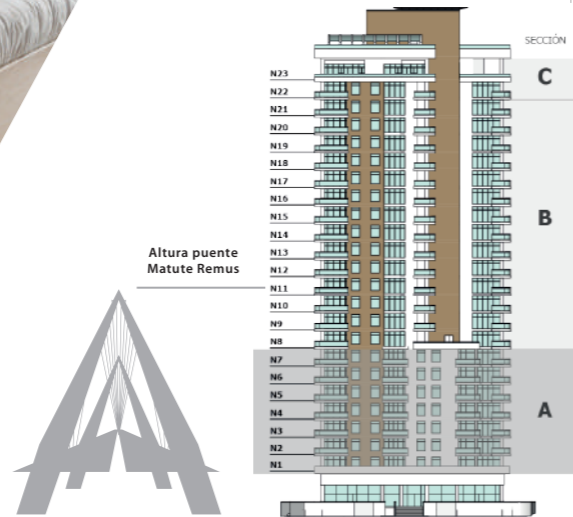 SECCIÓN
C
N23
N22
N21
N20
N19
N18
N17
N16
N15
B
N14
N13
Altura puente
Matute Remus
N12
N11
N10
N9
N8
N7
N6
N5
N4
A
N3
N2
N1